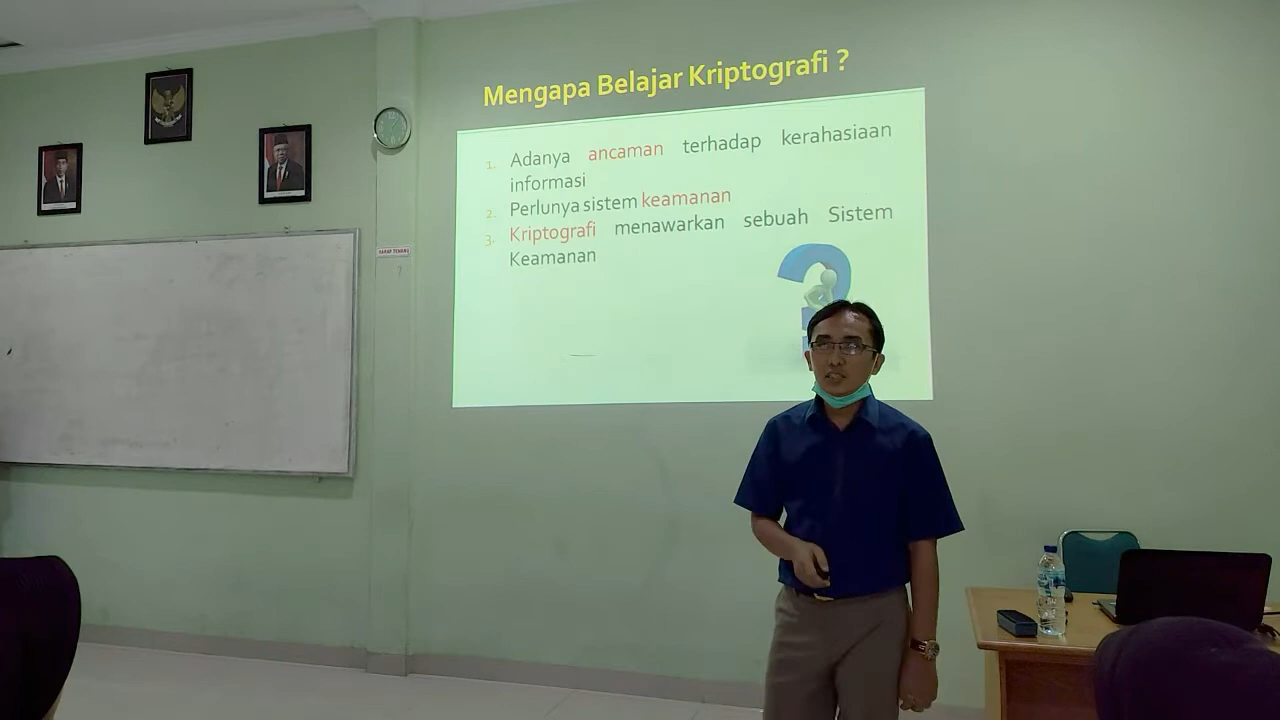 Mengapa Belajar Kriptografi ?
1. Adanya ancaman terhadap kerahasiaan
informasi
2. Perlunya sistem keamanan
3. Kriptografi menawarkan sebuah Sistem
Keamanan